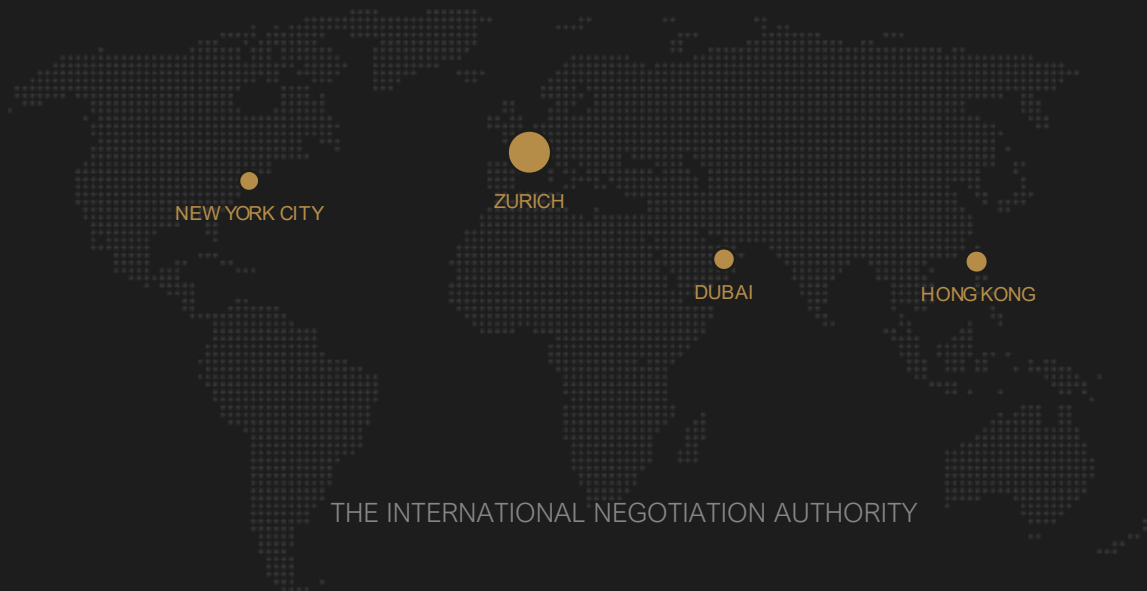 NEW YORK CITY
ZURICH
DUBAI
HONG KONG
THE INTERNATIONAL NEGOTIATION AUTHORITY